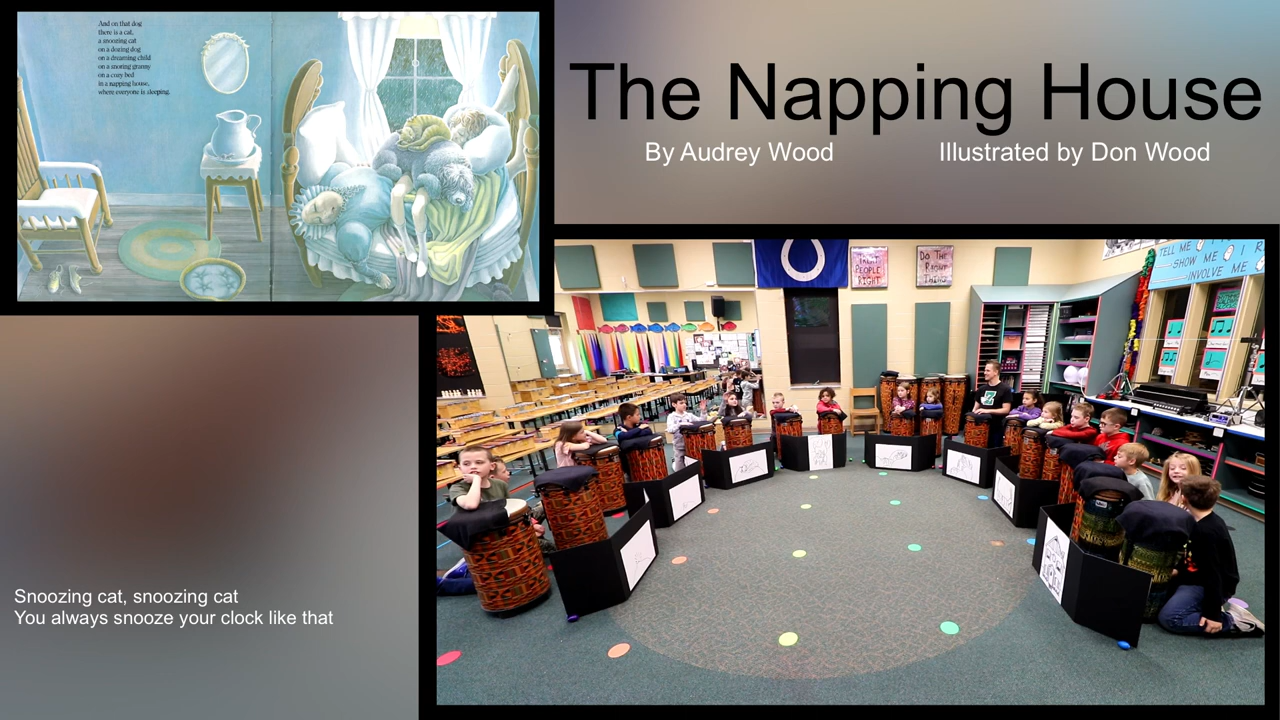 And on that dog
there is a cat,
a snoozing cat
on a dozing dog
on a dreaming child
on a snoring granny
on a cozy bed
in a napping house,
where everyone is sleeping.
The Napping House
By Audrey Wood
Illustrated by Don Wood
TREAT
PEOPLE
RIGHT
DO THE
RIGHT
THING
TELL ME
SHOW ME
INVOLVE ME
Snoozing cat, snoozing cat
You always snooze your clock like that